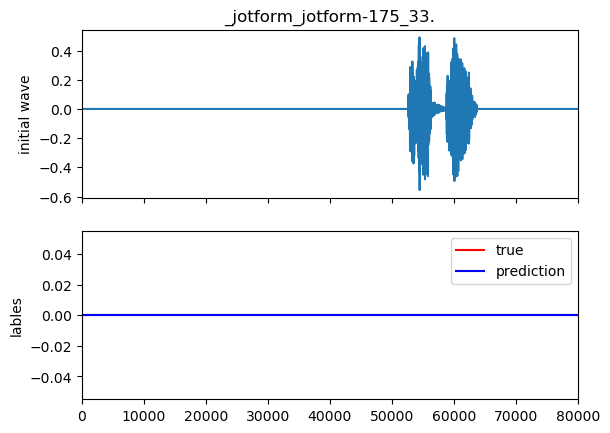 _jotform_jotform-175_33.
initial wave
0.4
0.2
0.0
−0.2
−0.4
−0.6
lables
0.04
0.02
0.00
−0.02
−0.04
true
prediction
0 10000 20000 30000 40000 50000 60000 70000 80000